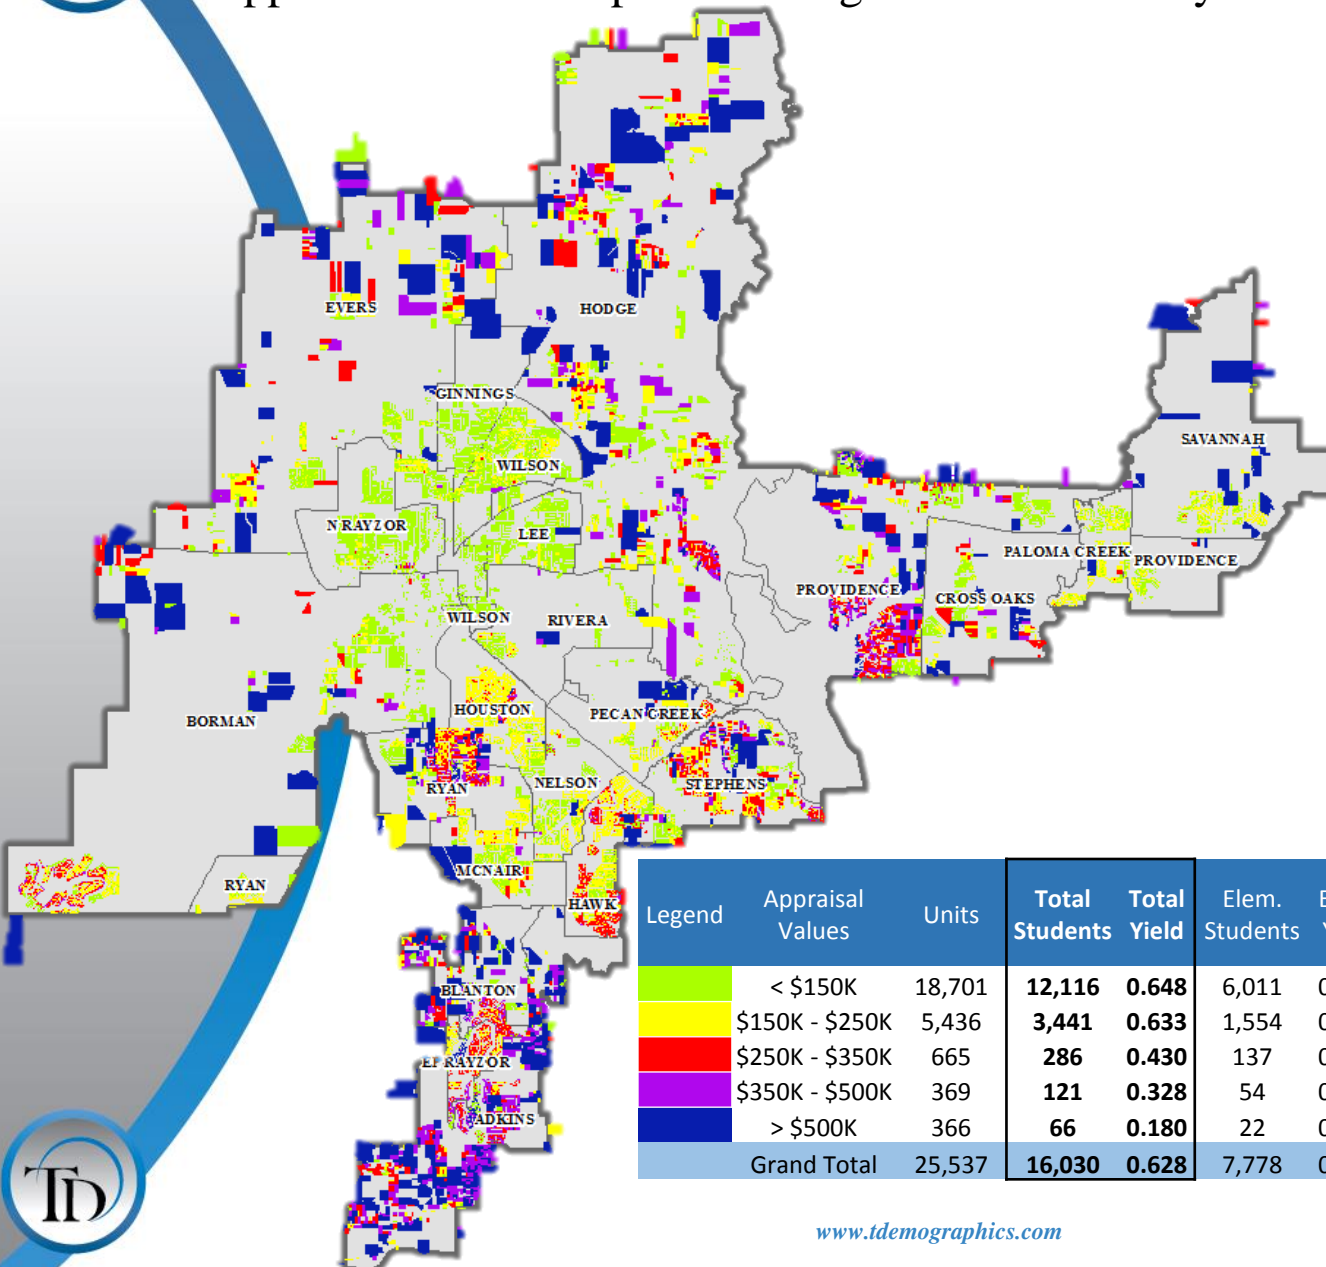 EVERS
HODGE
GINNINGS
SAVANNAH
WILSON
N RAYZOR
LEE
PALOMA CREEK
PROVIDENCE
PROVIDENCE
CROSS OAKS
WILSON
RIVERA
HOUSTON
PECAN CREEK
BORMAN
RYAN
NELSON
STEPHENS
MCNAIR
RYAN
HAWK
BLANTON
EP RAYZOR
ADKINS
Legend Appraisal Values Units Total Students Total Yield Elem. Students
< $150K 18,701 12,116 0.648 6,011
$150K - $250K 5,436 3,441 0.633 1,554
$250K - $350K 665 286 0.430 137
$350K - $500K 369 121 0.328 54
> $500K 366 66 0.180 22
Grand Total 25,537 16,030 0.628 7,778
TD
www.tdemographics.com